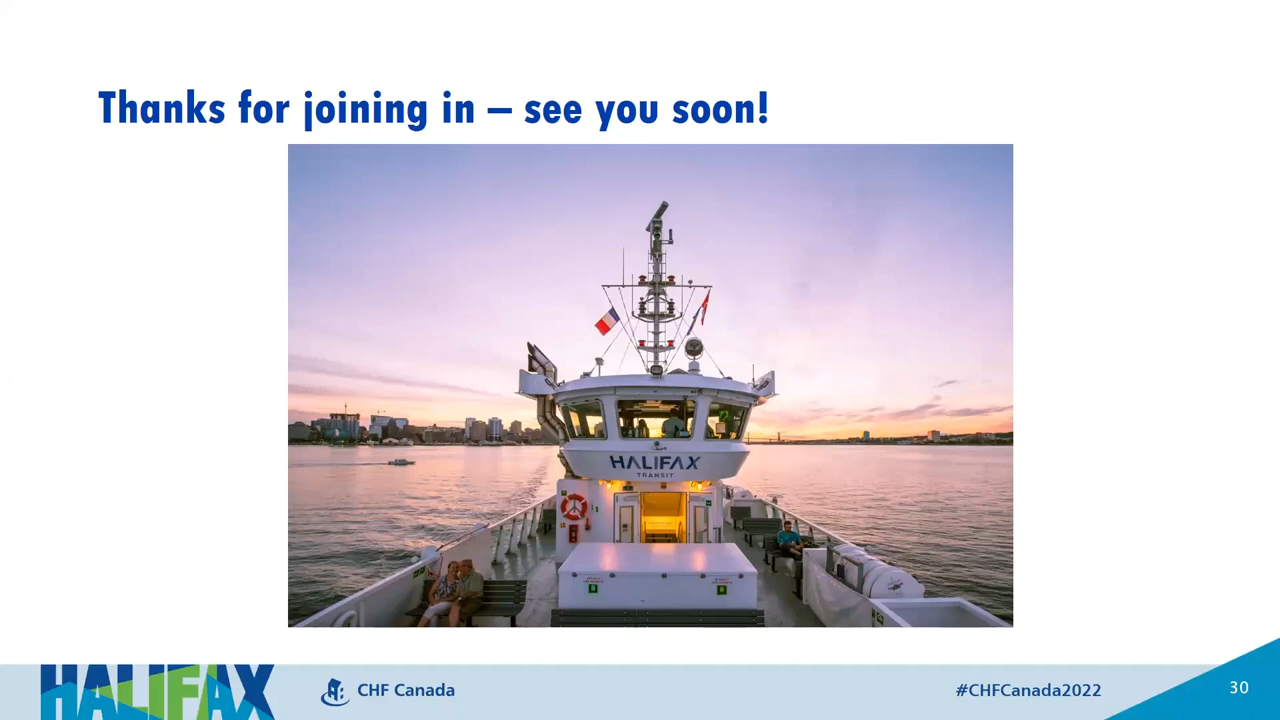 Thanks for joining in – see you soon!
HALIFAX
TRANSIT
HALIFAX
CHF Canada
#CHFCanada2022
30